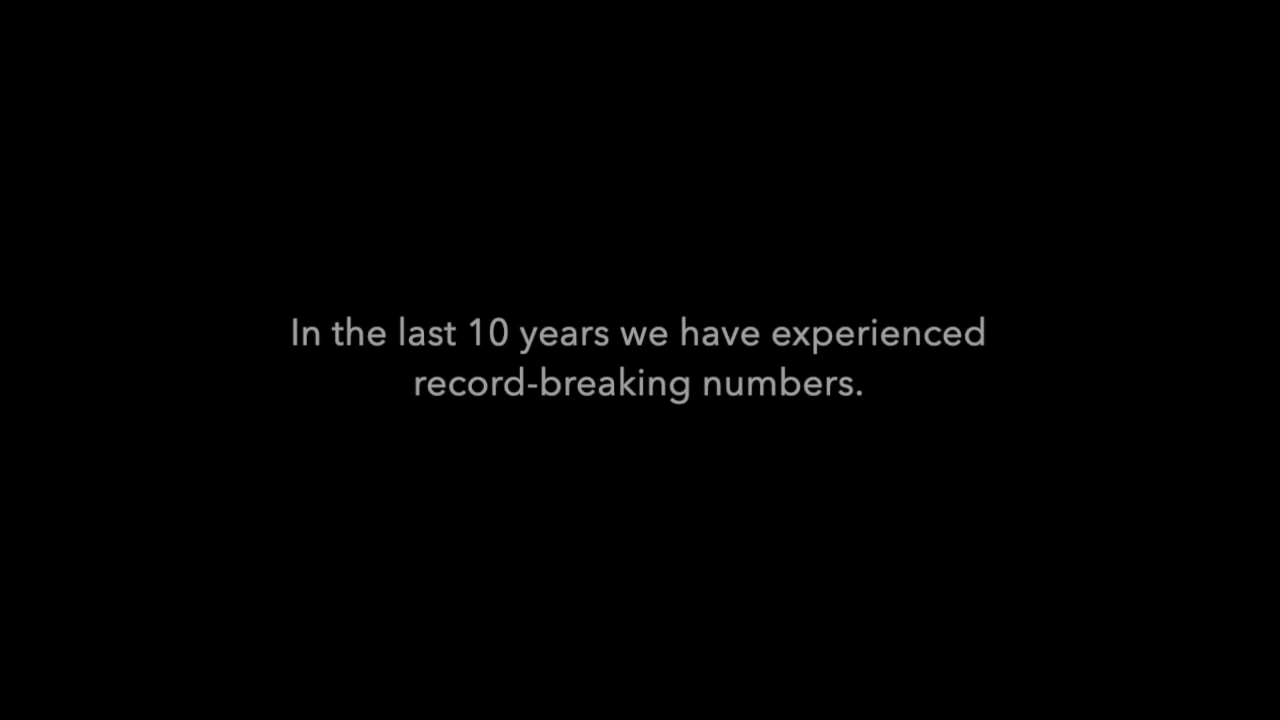 In the last 10 years we have experienced
record-breaking numbers.